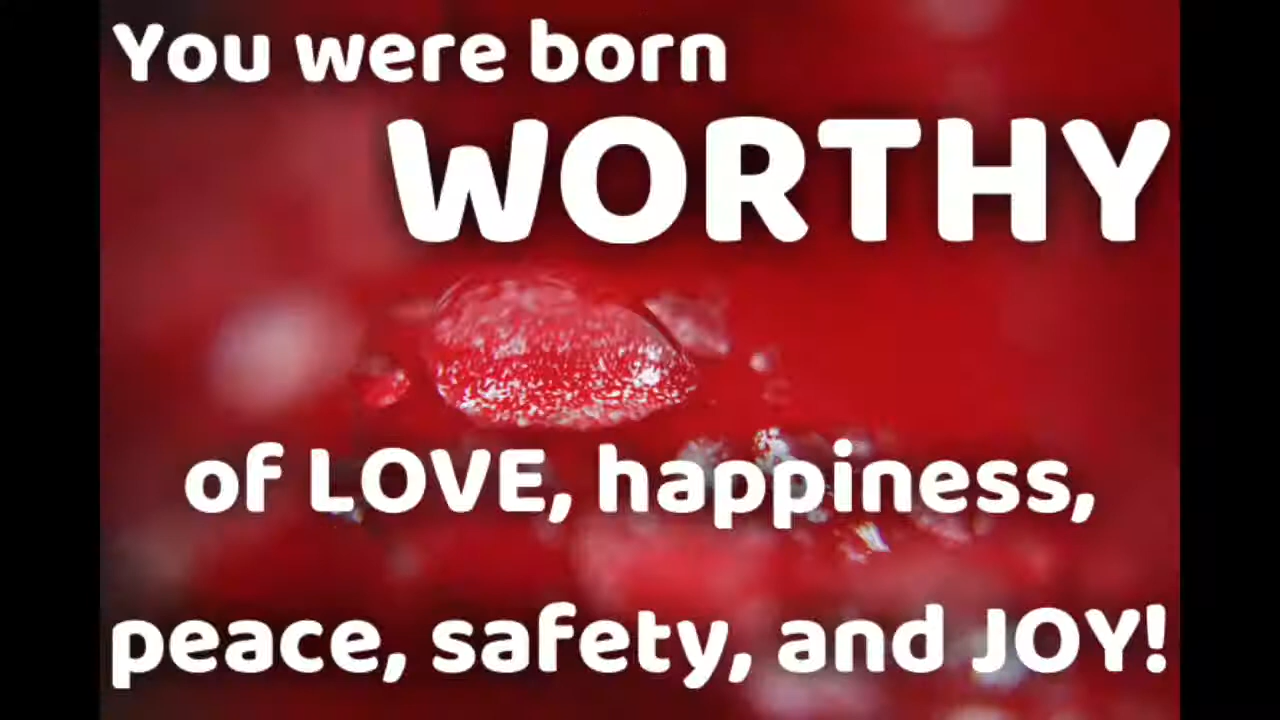 You were born
WORTHY
of LOVE, happiness,
peace, safety, and JOY!